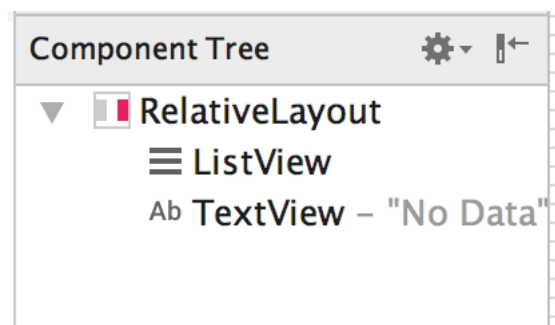 Component Tree
RelativeLayout
ListView
Ab TextView – "No Data"